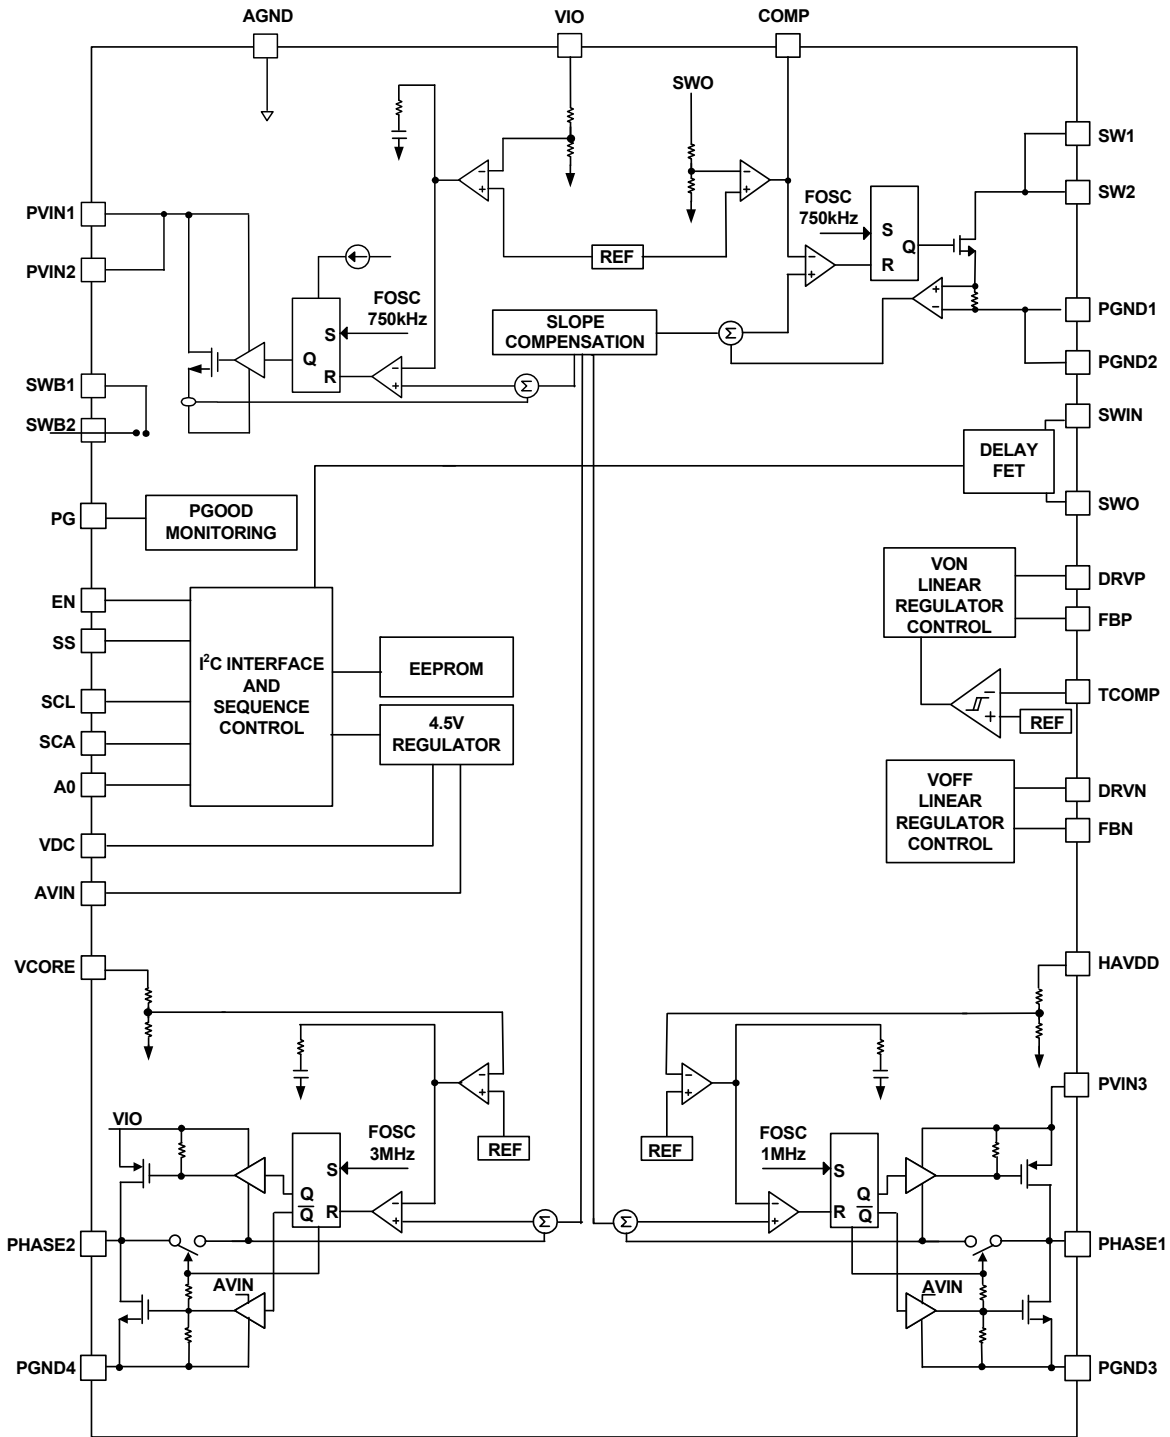 AGND
VIO
COMP
SWO
SW1
SW2
PVIN1
PVIN2
FOSC
750kHz
S
Q
R
REF
−
+
−
+
−
+
+
−
FOSC
750kHz
S
Q
R
−
+
Σ
SLOPE
COMPENSATION
Σ
PGND1
PGND2
SWB1
SWB2
SWIN
DELAY
FET
SWO
PG
PGOOD
MONITORING
VON
LINEAR
REGULATOR
CONTROL
DRVP
FBP
EN
SS
SCL
SCA
A0
I²C INTERFACE
AND
SEQUENCE
CONTROL
EEPROM
4.5V
REGULATOR
−
+
TCOMP
REF
VOFF
LINEAR
REGULATOR
CONTROL
DRVN
FBN
VDC
AVIN
VCORE
HAVDD
−
+
REF
−
+
REF
PVIN3
VIO
FOSC
3MHz
S
Q
Q̅
R
−
+
Σ
Σ
−
+
FOSC
1MHz
S
R
Q
Q̅
PHASE2
PHASE1
AVIN
AVIN
PGND4
PGND3